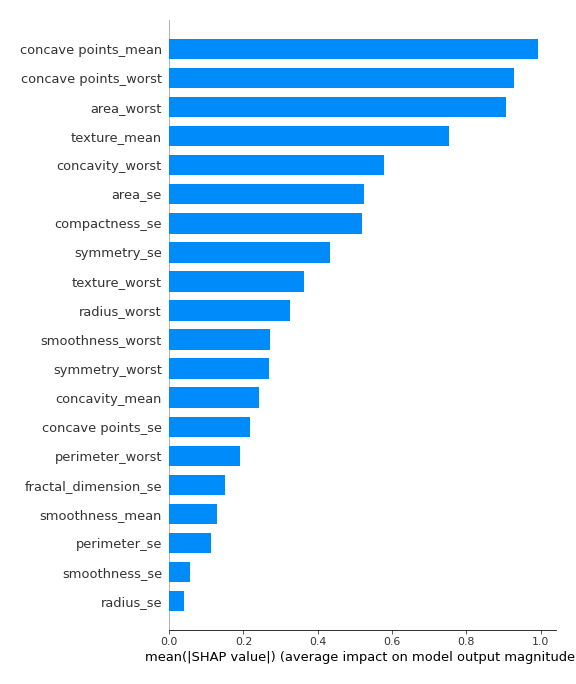 concave points_mean
concave points_worst
area_worst
texture_mean
concavity_worst
area_se
compactness_se
symmetry_se
texture_worst
radius_worst
smoothness_worst
symmetry_worst
concavity_mean
concave points_se
perimeter_worst
fractal_dimension_se
smoothness_mean
perimeter_se
smoothness_se
radius_se
0.0 0.2 0.4 0.6 0.8 1.0
mean(|SHAP value|) (average impact on model output magnitude